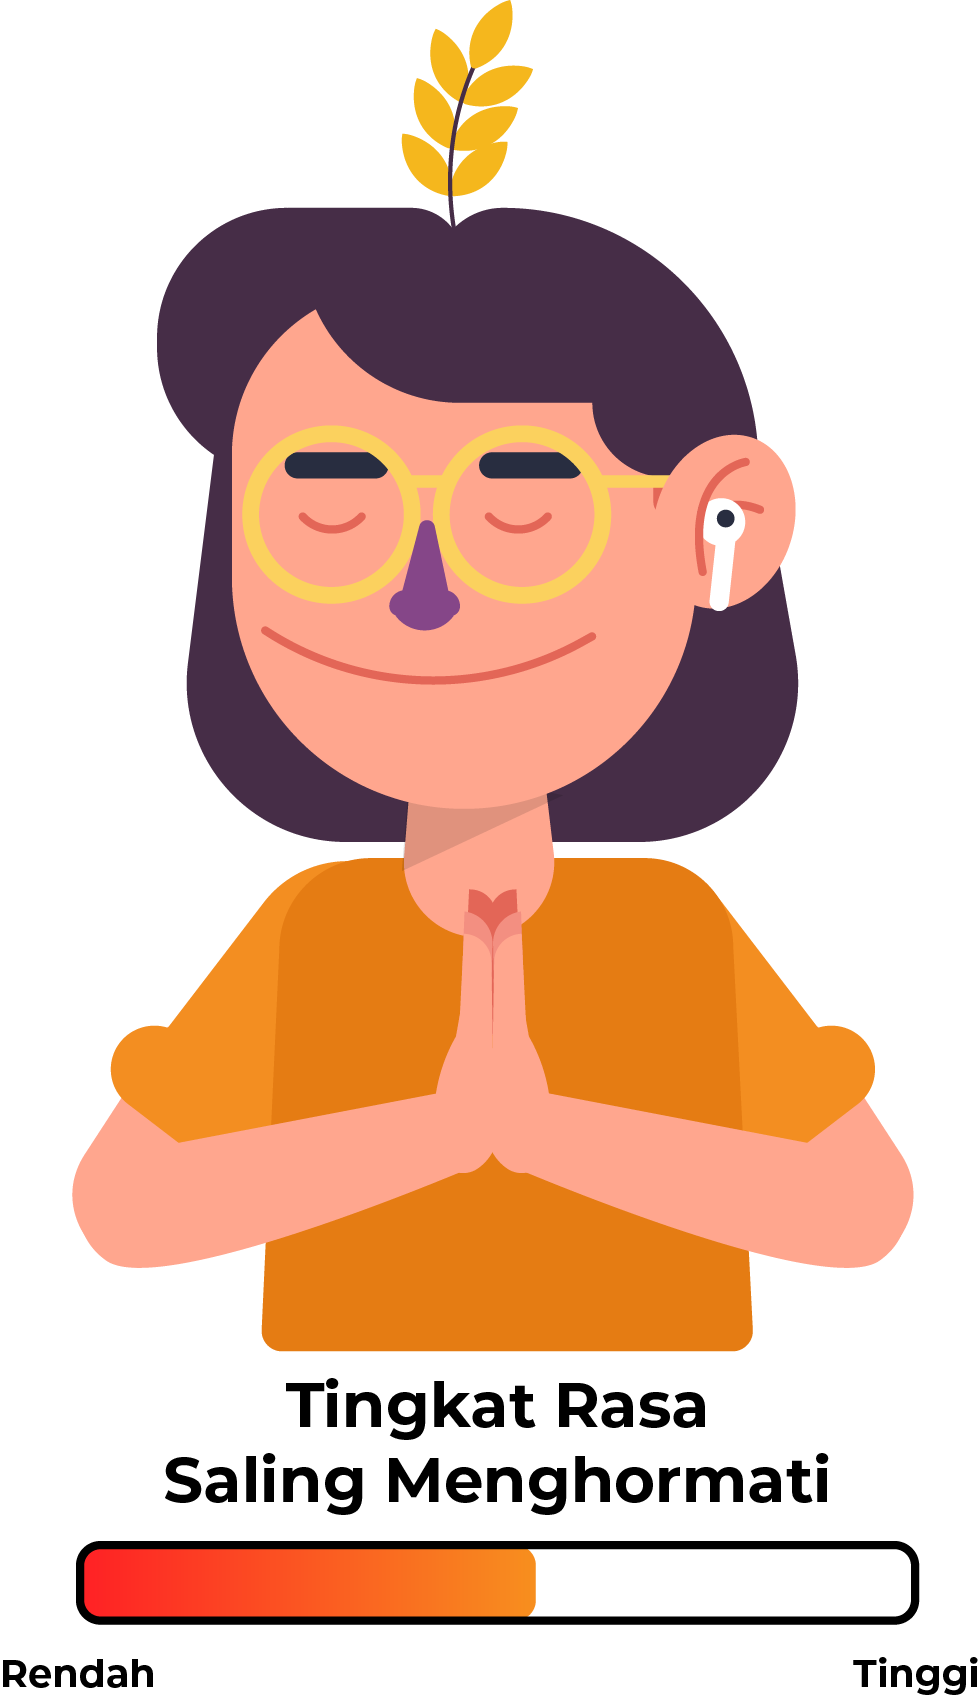 Tingkat Rasa
Saling Menghormati
Rendah
Tinggi